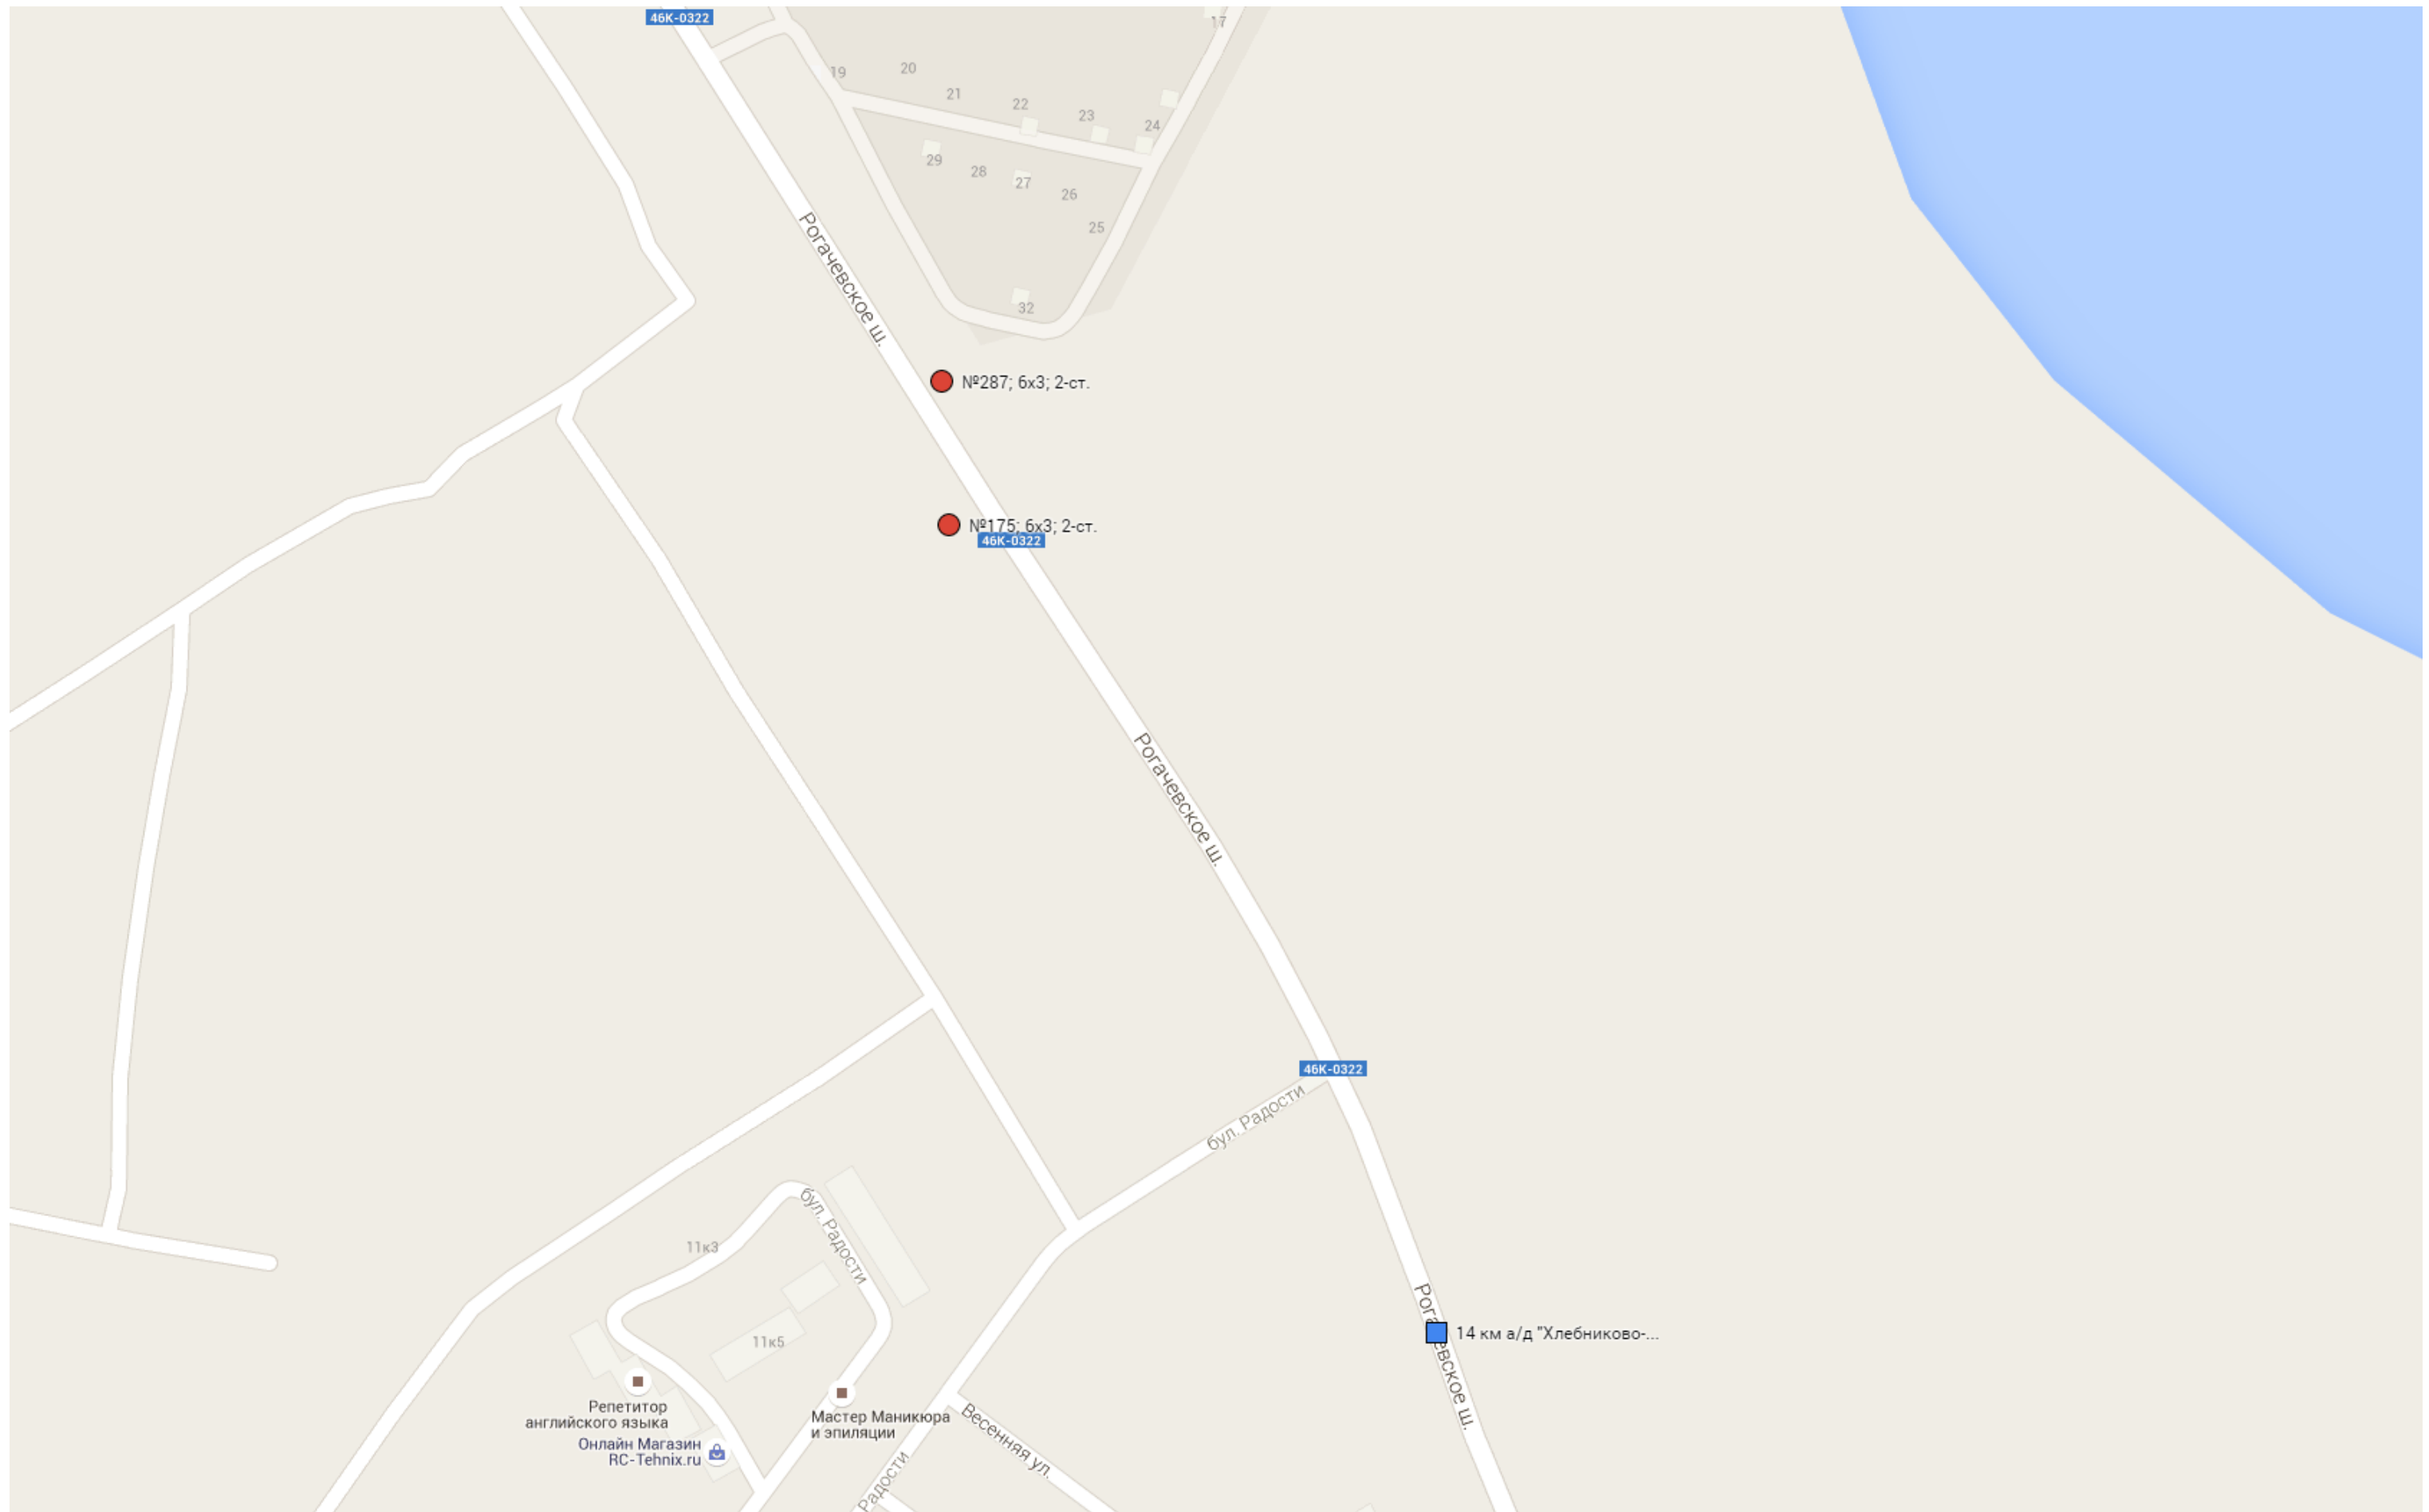 46К-0322
17
19
20
21
22
23
24
29
28
27
26
25
32
Рогачевское ш.
№287; 6х3; 2-ст.
№175; 6х3; 2-ст.
46К-0322
Рогачевское ш.
46К-0322
бул. Радости
бул. Радости
11к3
11к5
Рогачевское ш.
14 км а/д "Хлебниково-...
Репетитор
английского языка
Мастер Маникюра
и эпиляции
Онлайн Магазин
RC-Tehnix.ru
Весенняя ул.
Радости